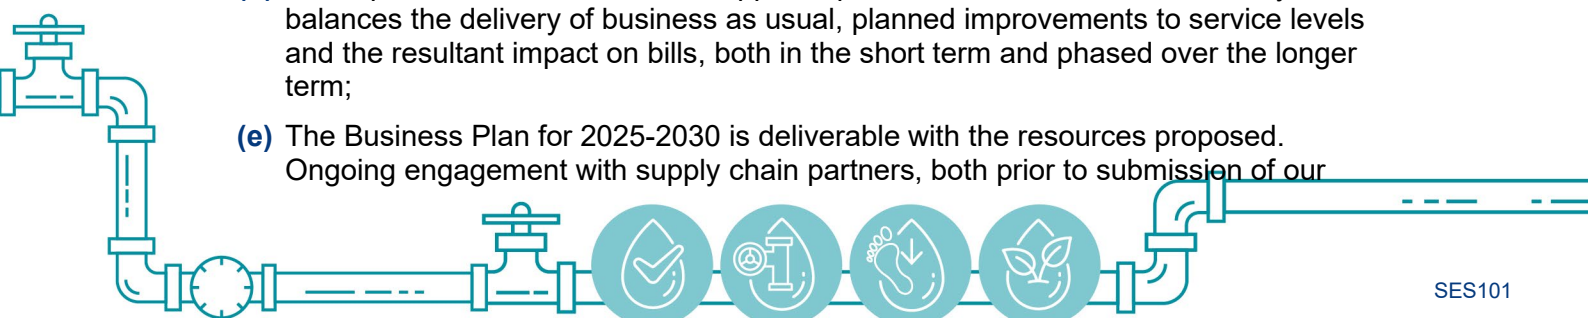 balances the delivery of business as usual, planned improvements to service levels
and the resultant impact on bills, both in the short term and phased over the longer
term;
(e) The Business Plan for 2025-2030 is deliverable with the resources proposed.
Ongoing engagement with supply chain partners, both prior to submission of our
SES101